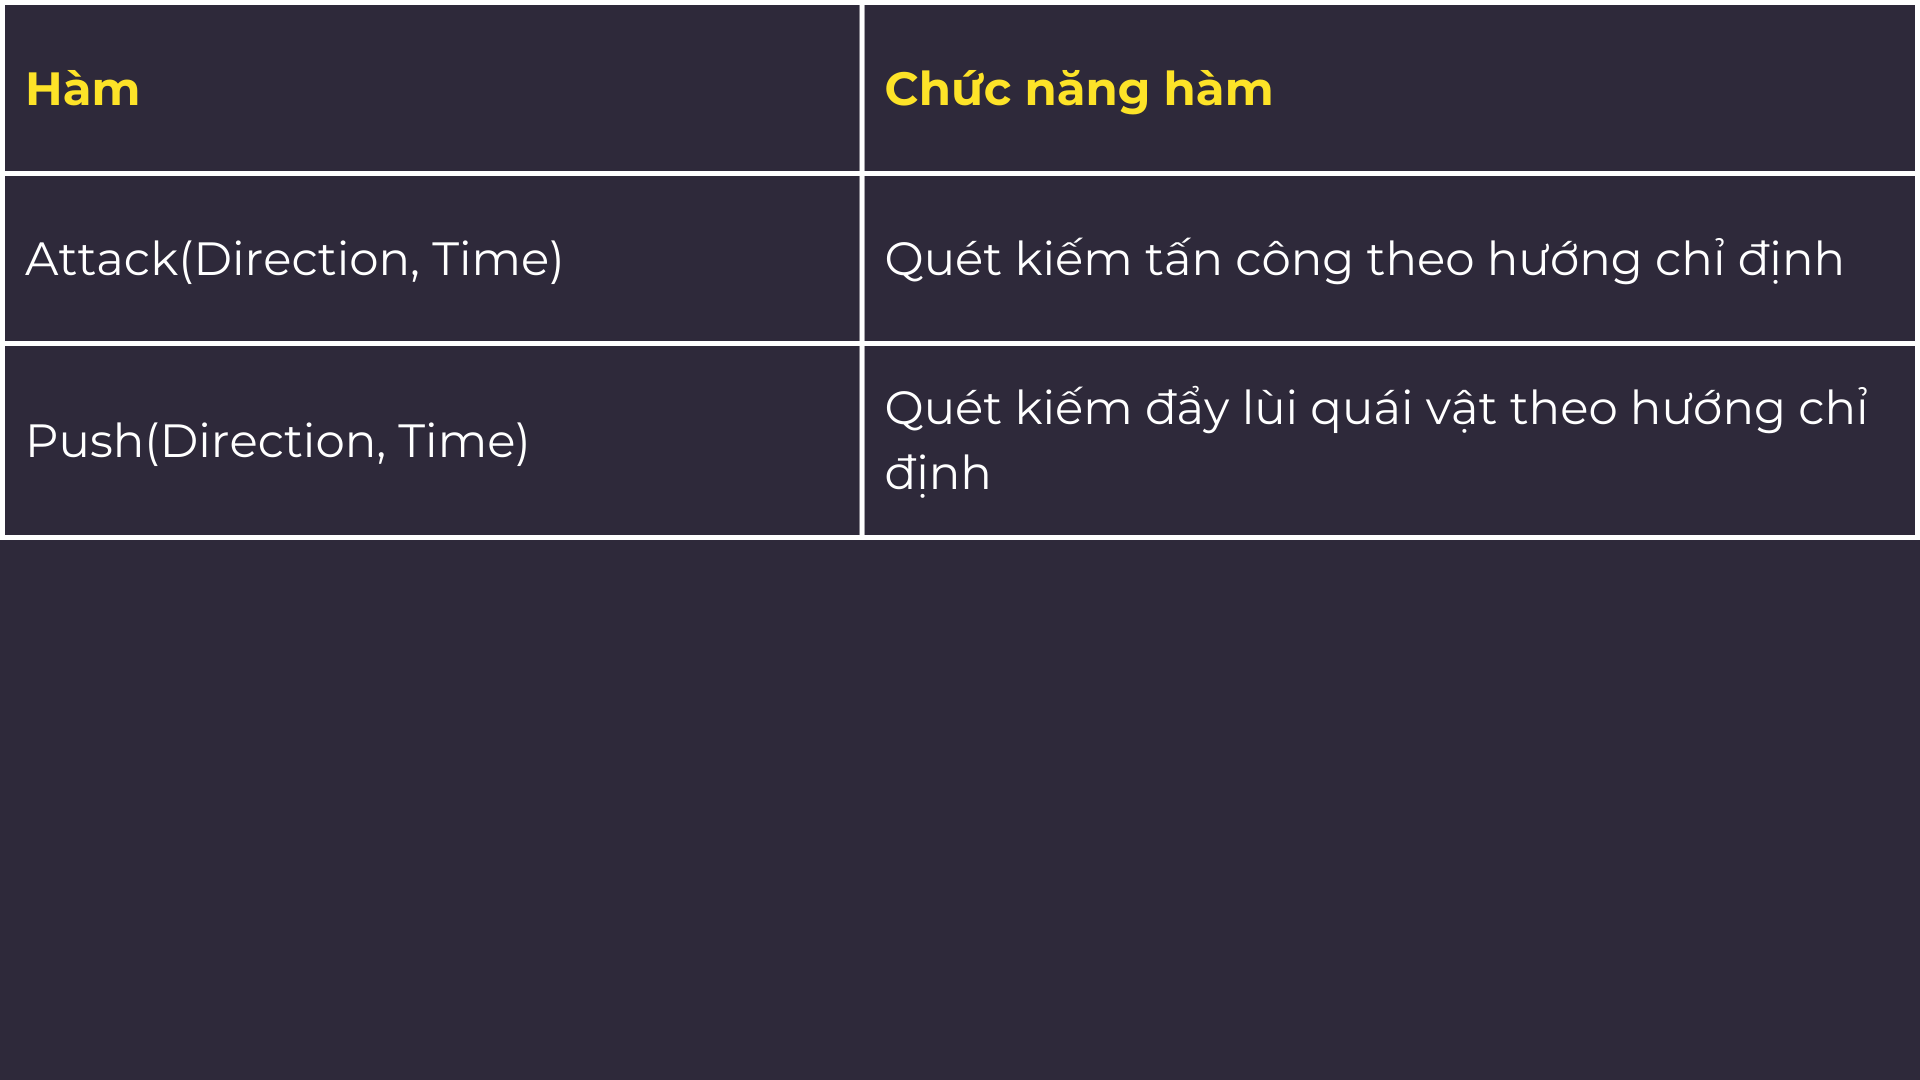 Hàm
Chức năng hàm
Attack(Direction, Time)
Quét kiếm tấn công theo hướng chỉ định
Push(Direction, Time)
Quét kiếm đẩy lùi quái vật theo hướng chỉ
định